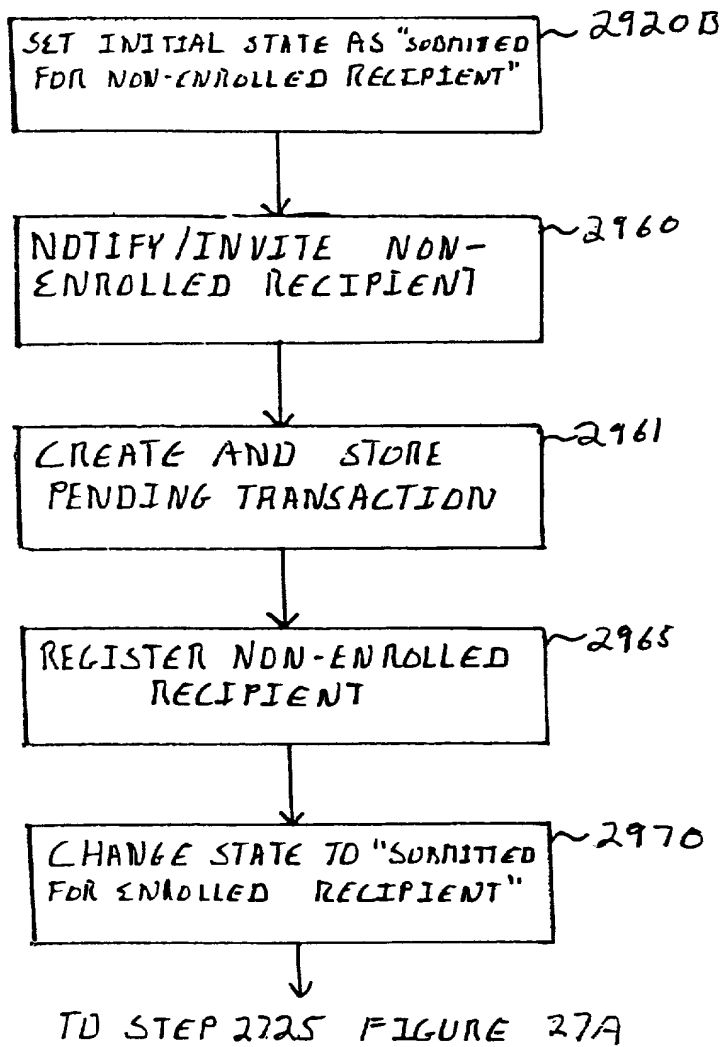 SET INITIAL STATE AS "SUBMITTED
FOR NON-ENROLLED RECIPIENT"
2920B
NOTIFY/INVITE NON-
ENROLLED RECIPIENT
2960
CREATE AND STORE
PENDING TRANSACTION
2961
REGISTER NON-ENROLLED
RECIPIENT
2965
CHANGE STATE TO "SUBMITTED
FOR ENROLLED RECIPIENT"
2970
TO STEP 2725 FIGURE 27A